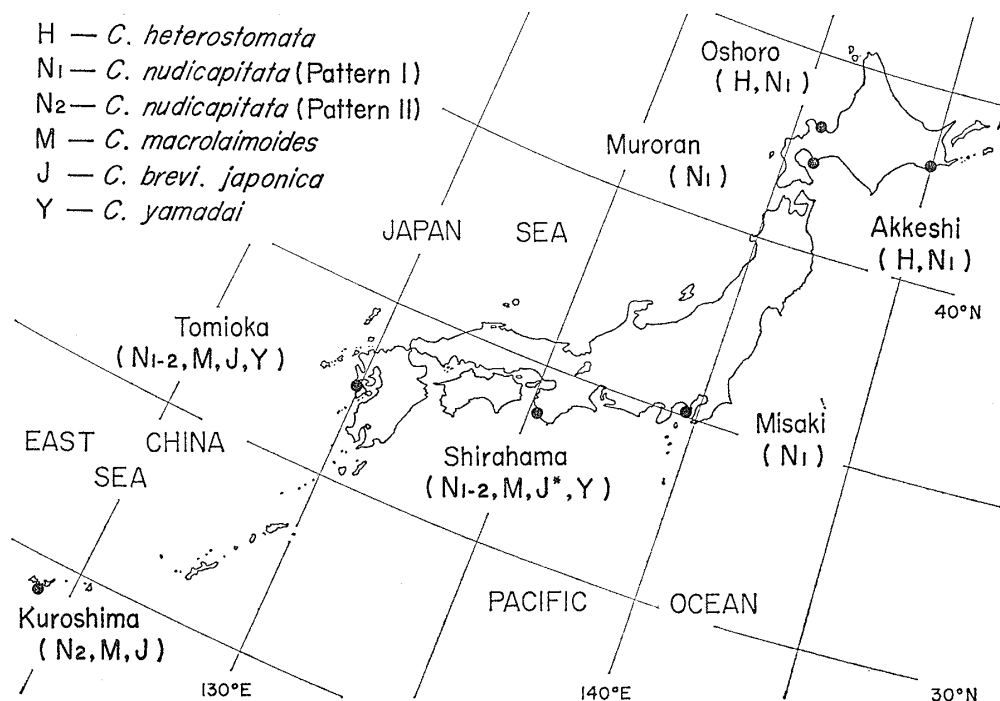 H — C. heterostomata
N1 — C. nudicapitata (Pattern I)
N2 — C. nudicapitata (Pattern II)
M — C. macrolaimoides
J — C. brevi. japonica
Y — C. yamadai
Oshoro
(H, N1)
Muroran
(N1)
JAPAN SEA
Akkeshi
(H, N1)
40°N
Tomioka
(N1-2, M, J, Y)
EAST CHINA
SEA
Misaki
(N1)
Shirahama
(N1-2, M, J*, Y)
PACIFIC OCEAN
Kuroshima
(N2, M, J)
130°E
140°E
30°N